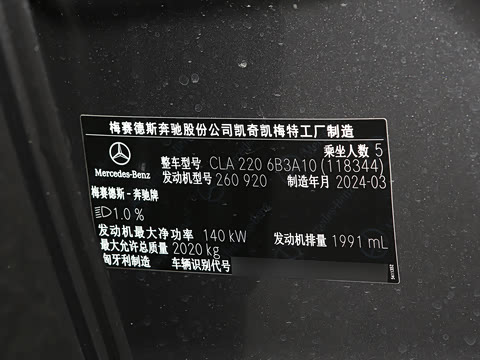 梅赛德斯奔驰股份公司凯奇凯梅特工厂制造
乘坐人数 5
Mercedes-Benz
整车型号 CLA 220 6B3A10 (118344)
发动机型号 260 920 制造年月 2024-03
梅赛德斯-奔驰牌
1.0 %
发动机最大净功率 140 kW 发动机排量 1991 mL
最大允许总质量 2020 kg
匈牙利制造 车辆识别代号